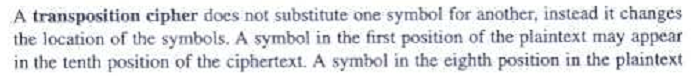 A transposition cipher does not substitute one symbol for another, instead it changes
the location of the symbols. A symbol in the first position of the plaintext may appear
in the tenth position of the ciphertext. A symbol in the eighth position in the plaintext